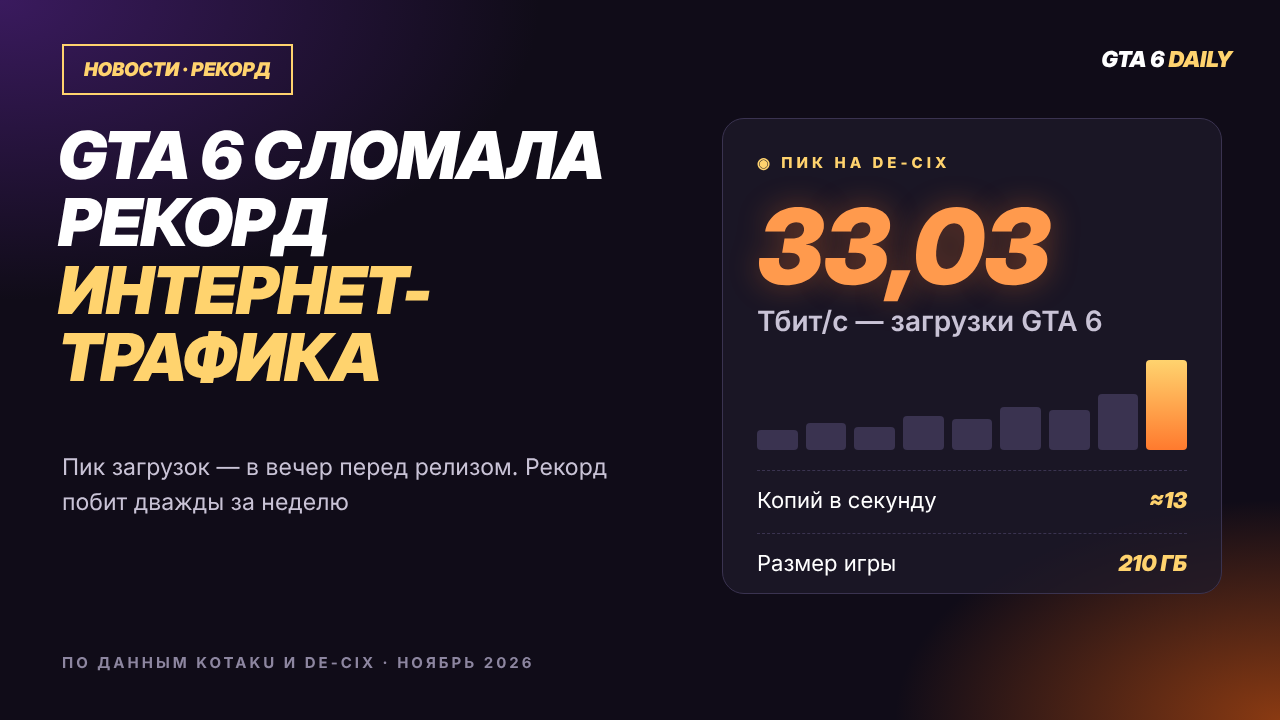 НОВОСТИ · РЕКОРД
GTA 6 DAILY
GTA 6 СЛОМАЛА
РЕКОРД
ИНТЕРНЕТ-
ТРАФИКА
Пик загрузок — в вечер перед релизом. Рекорд
побит дважды за неделю
◉ ПИК НА DE-CIX
33,03
Тбит/с — загрузки GTA 6
Копий в секунду ≈13
Размер игры 210 ГБ
ПО ДАННЫМ KOTAKU И DE-CIX · НОЯБРЬ 2026